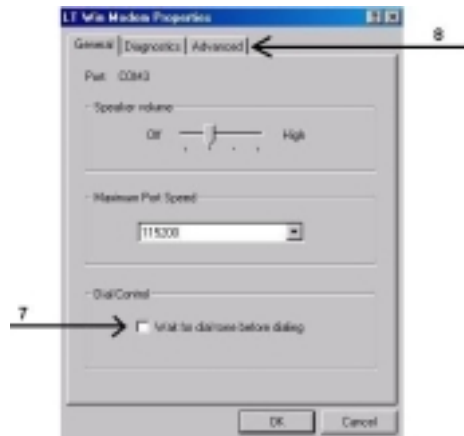 LT Win Modem Properties
8
General Diagnostics Advanced
Port: COM3
Speaker volume
Off High
Maximum Port Speed
115200
Dial Control
7
Wait for dial tone before dialing
OK Cancel